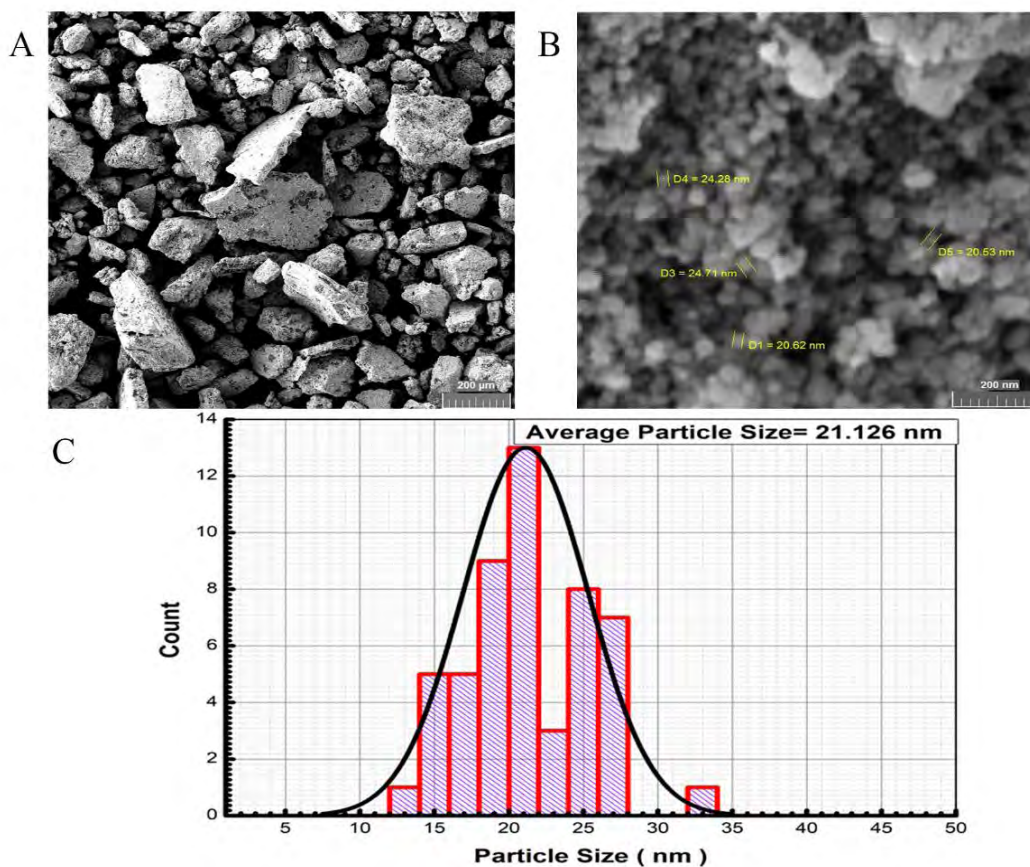 A
B
200 µm
D4 = 24.28 nm
D5 = 20.53 nm
D3 = 24.71 nm
D1 = 20.62 nm
200 nm
C
Average Particle Size= 21.126 nm
14
12
10
8
6
4
2
0
Count
5 10 15 20 25 30 35 40 45 50
Particle Size ( nm )